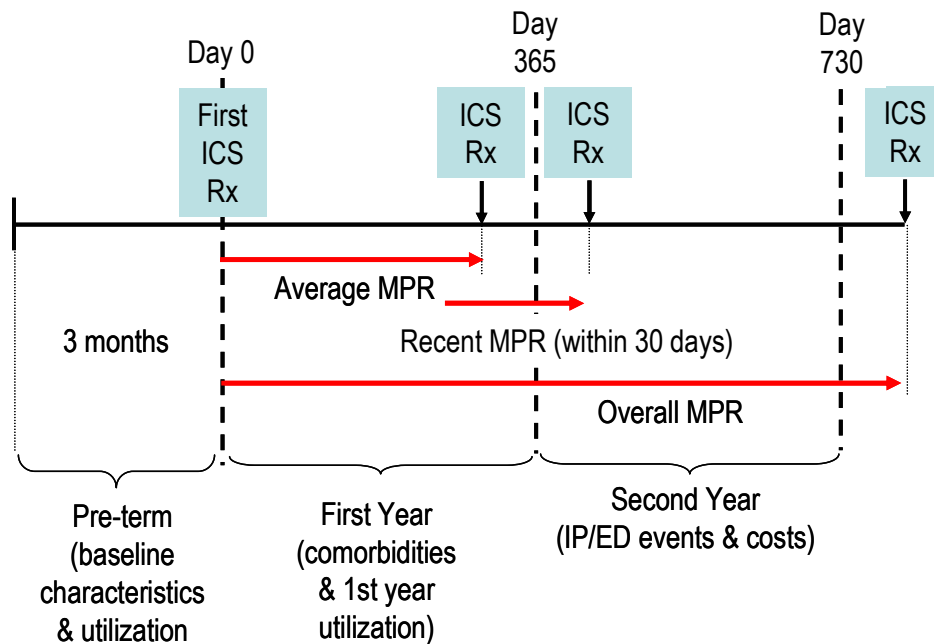 Day 0
Day
365
Day
730
First
ICS
Rx
ICS
Rx
ICS
Rx
ICS
Rx
Average MPR
3 months
Recent MPR (within 30 days)
Overall MPR
Pre-term
(baseline
characteristics
& utilization
First Year
(comorbidities
& 1st year
utilization)
Second Year
(IP/ED events & costs)